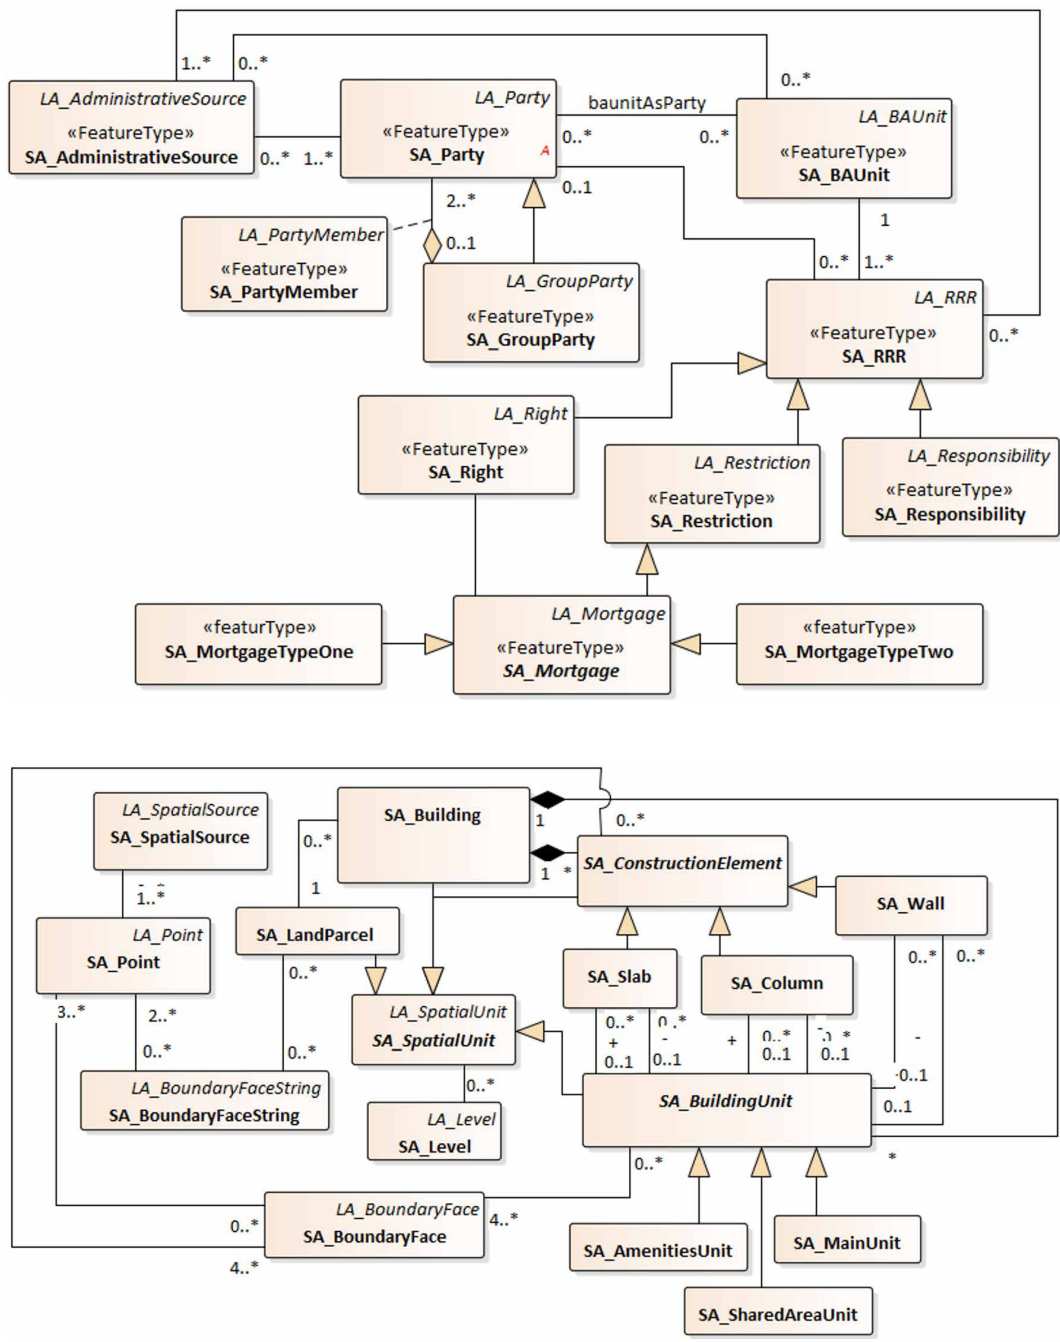 1..*
0..*
LA_AdministrativeSource
«FeatureType»
SA_AdministrativeSource
0..*
1..*
LA_Party
«FeatureType»
SA_Party
A
baunitAsParty
0..*
0..*
0..*
LA_BAUnit
«FeatureType»
SA_BAUnit
0..1
2..*
0..1
1
0..*
1..*
LA_PartyMember
«FeatureType»
SA_PartyMember
LA_GroupParty
«FeatureType»
SA_GroupParty
LA_RRR
«FeatureType»
SA_RRR
0..*
LA_Right
«FeatureType»
SA_Right
LA_Restriction
«FeatureType»
SA_Restriction
LA_Responsibility
«FeatureType»
SA_Responsibility
«featurType»
SA_MortgageTypeOne
LA_Mortgage
«FeatureType»
SA_Mortgage
«featurType»
SA_MortgageTypeTwo
LA_SpatialSource
SA_SpatialSource
1..*
LA_Point
SA_Point
3..*
2..*
0..*
0..*
1
SA_Building
1
1
*
0..*
SA_ConstructionElement
SA_Wall
0..*
0..*
SA_LandParcel
0..*
0..*
LA_SpatialUnit
SA_SpatialUnit
0..*
SA_Slab
0..*
0..*
+
-
0..1
0..1
SA_Column
+
0..*
0..*
-
0..1
0..1
-
0..1
0..1
LA_BoundaryFaceString
SA_BoundaryFaceString
LA_Level
SA_Level
SA_BuildingUnit
0..*
*
LA_BoundaryFace
SA_BoundaryFace
0..*
4..*
4..*
SA_AmenitiesUnit
SA_MainUnit
SA_SharedAreaUnit